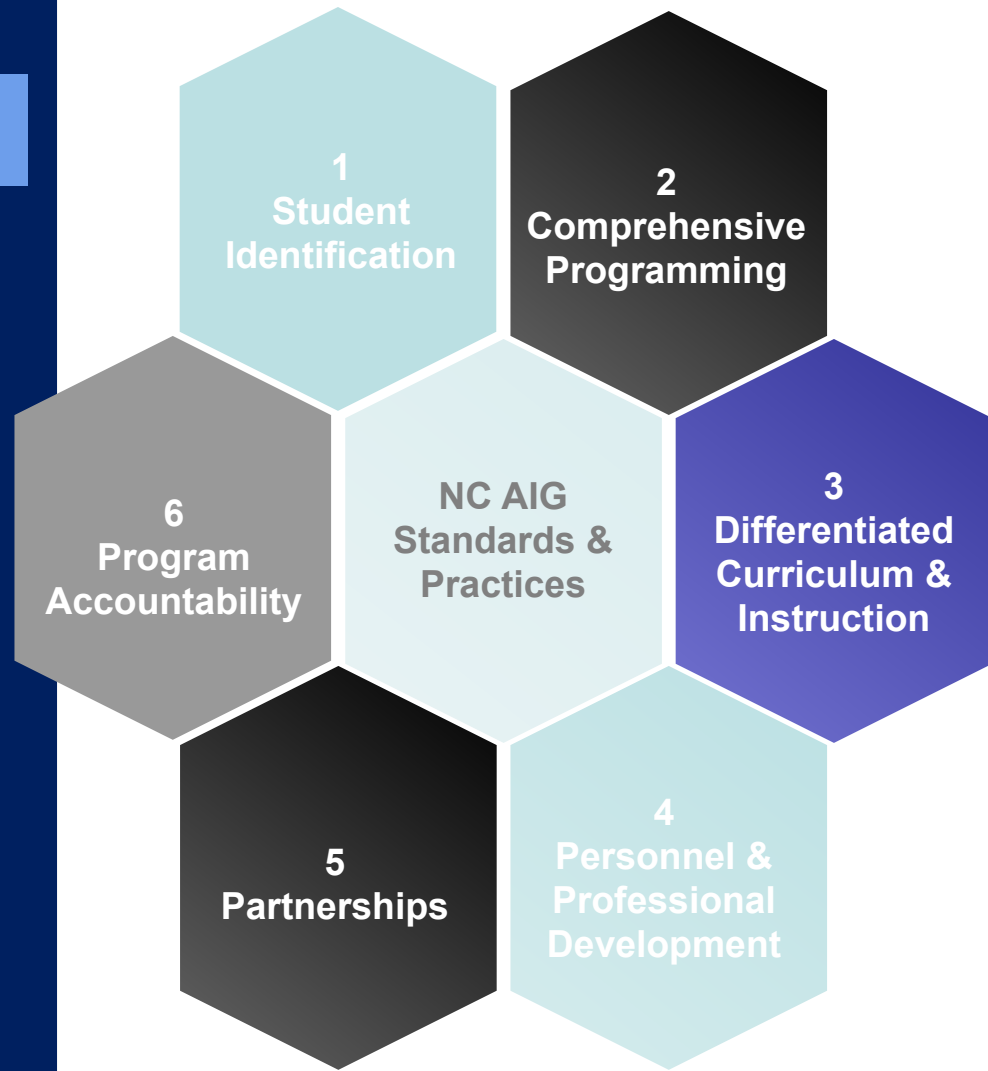 1
Student
Identification
2
Comprehensive
Programming
3
Differentiated
Curriculum &
Instruction
NC AIG
Standards &
Practices
6
Program
Accountability
4
Personnel &
Professional
Development
5
Partnerships